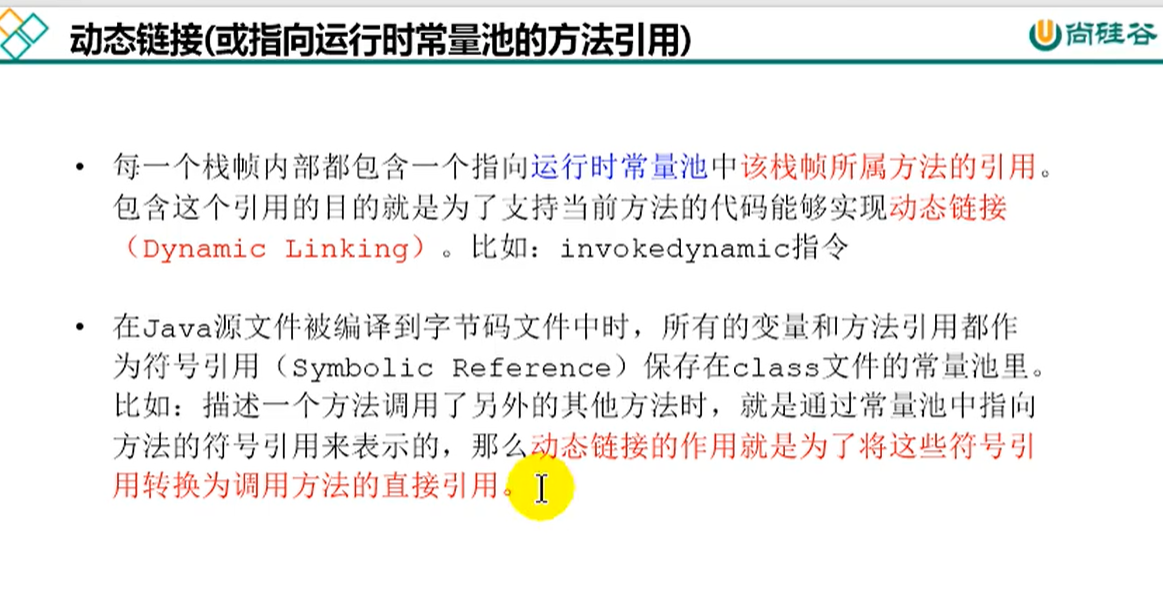 动态链接(或指向运行时常量池的方法引用)
尚硅谷
• 每一个栈帧内部都包含一个指向运行时常量池中该栈帧所属方法的引用。
包含这个引用的目的就是为了支持当前方法的代码能够实现动态链接
（Dynamic Linking）。比如：invokedynamic指令
• 在Java源文件被编译到字节码文件中时，所有的变量和方法引用都作
为符号引用（Symbolic Reference）保存在class文件的常量池里。
比如：描述一个方法调用了另外的其他方法时，就是通过常量池中指向
方法的符号引用来表示的，那么动态链接的作用就是为了将这些符号引
用转换为调用方法的直接引用。